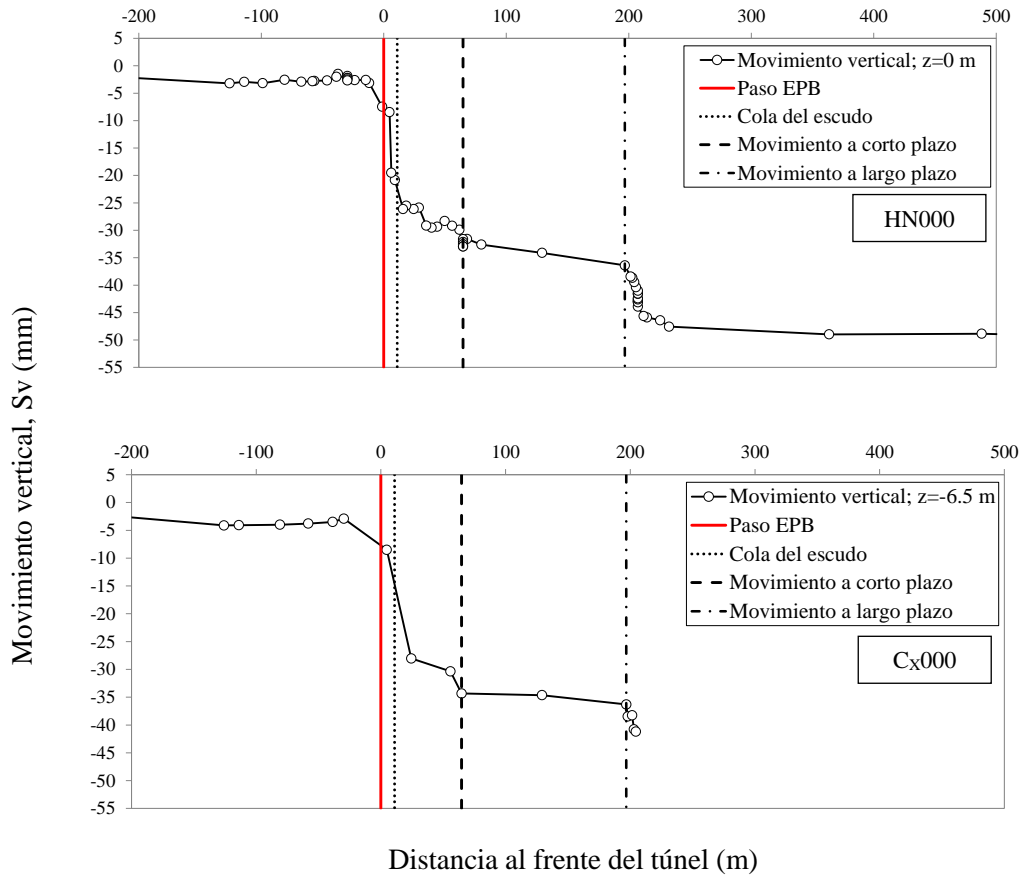 -200 -100 0 100 200 300 400 500
5
0
-5
-10
-15
-20
-25
-30
-35
-40
-45
-50
-55
Movimiento vertical; z=0 m
Paso EPB
Cola del escudo
Movimiento a corto plazo
Movimiento a largo plazo
HN000
Movimiento vertical, Sv (mm)
-200 -100 0 100 200 300 400 500
5
0
-5
-10
-15
-20
-25
-30
-35
-40
-45
-50
-55
Movimiento vertical; z=-6.5 m
Paso EPB
Cola del escudo
Movimiento a corto plazo
Movimiento a largo plazo
Cx000
Distancia al frente del túnel (m)